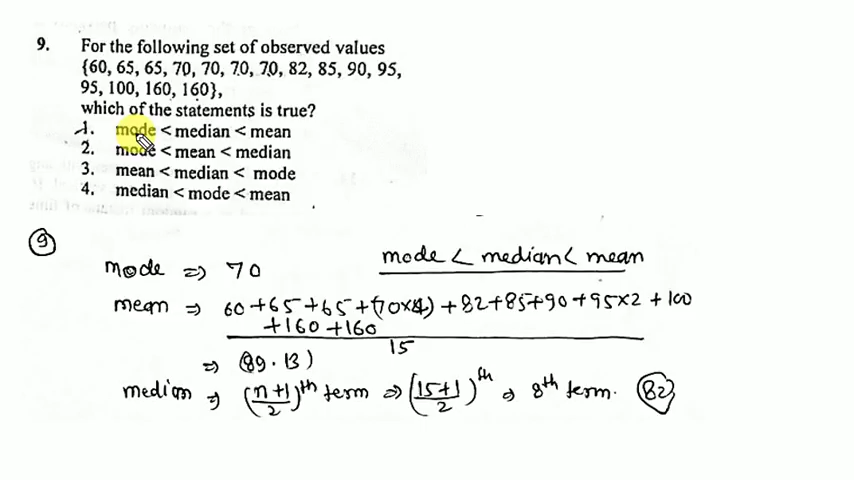 9. For the following set of observed values
{60, 65, 65, 70, 70, 70, 70, 82, 85, 90, 95,
95, 100, 160, 160},
which of the statements is true?
1. mode < median < mean
2. mode < mean < median
3. mean < median < mode
4. median < mode < mean
9
mode ⇒ 70
mode < median < mean
mean ⇒ 60+65+65+(70×4)+82+85+90+95×2+100
+160+160
15
⇒ (89.13)
median ⇒ (n+1/2)th term ⇒ (15+1/2)th ⇒ 8th term. 82